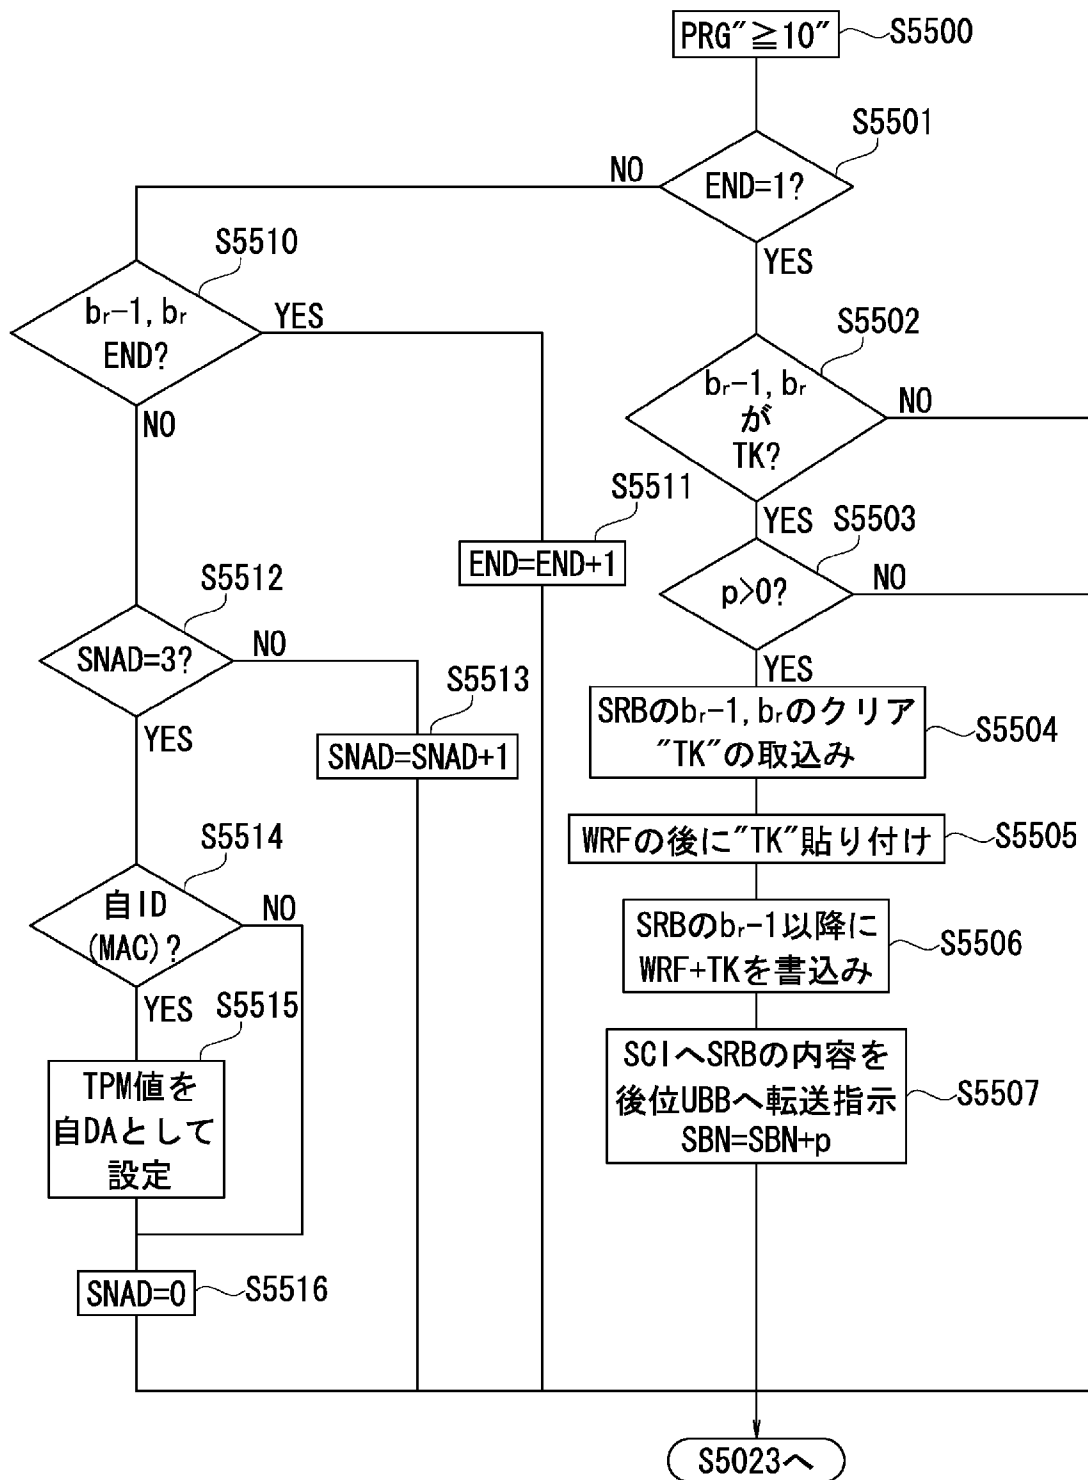 PRG"≧10"
S5500
S5501
END=1?
NO
YES
S5510
br-1, br
END?
YES
NO
S5502
br-1, br
が
TK?
NO
YES
S5511
END=END+1
S5503
p>0?
NO
YES
S5512
SNAD=3?
NO
YES
S5513
SNAD=SNAD+1
SRBのbr-1, brのクリア
"TK"の取込み
S5504
WRFの後に"TK"貼り付け
S5505
S5514
自ID
(MAC)?
NO
YES
SRBのbr-1以降に
WRF+TKを書込み
S5506
S5515
TPM値を
自DAとして
設定
SCIへSRBの内容を
後位UBBへ転送指示
SBN=SBN+p
S5507
SNAD=0
S5516
S5023へ